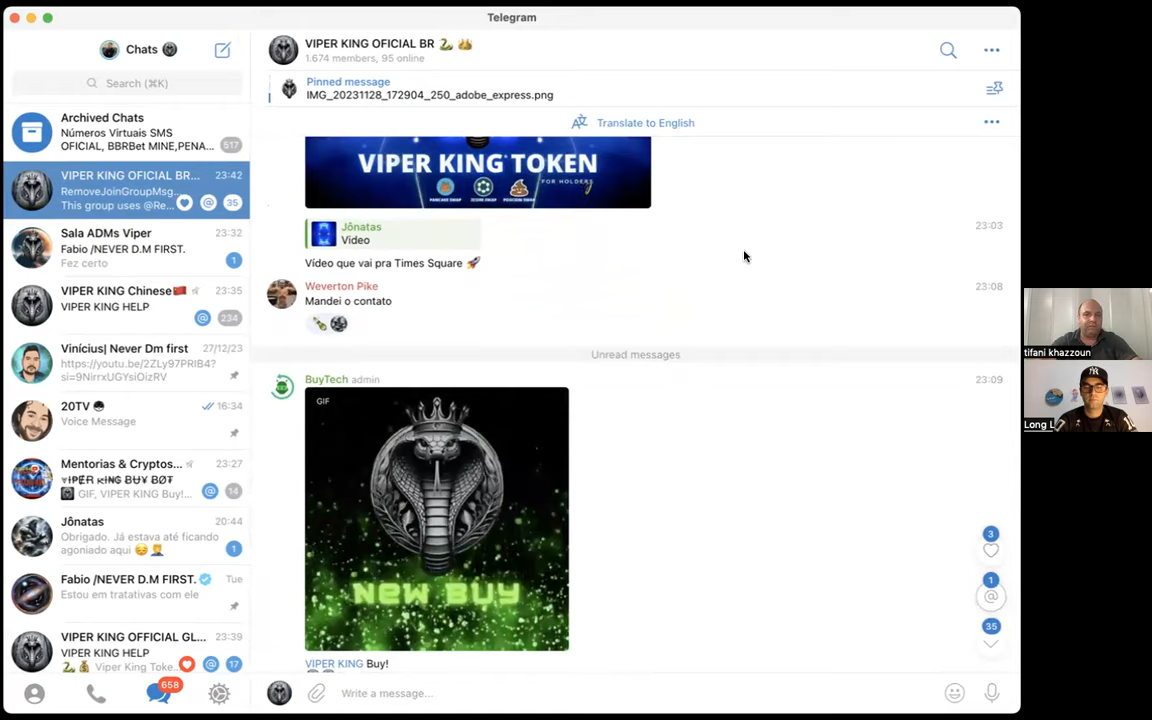 Telegram
Chats
Search (⌘K)
Archived Chats
Números Virtuais SMS
OFICIAL, BBRBet MINE,PENA...
517
VIPER KING OFICIAL BR...
23:42
RemoveJoinGroupMsg...
This group uses @Re...
@
35
Sala ADMs Viper
23:32
Fabio /NEVER D.M FIRST.
Fez certo
1
VIPER KING Chinese
23:35
VIPER KING HELP
@
234
Vinícius| Never Dm first
27/12/23
https://youtu.be/2ZLy97PRIB4?
si=9NirrxUGYsiOizRV
20TV
16:34
Voice Message
Mentorias & Cryptos...
23:27
VIPER KING BUY BOT
GIF, VIPER KING Buy!...
@
14
Jônatas
20:44
Obrigado. Já estava até ficando
agoniado aqui 😔 🤦
1
Fabio /NEVER D.M FIRST.
Tue
Estou em tratativas com ele
VIPER KING OFFICIAL GL...
23:39
VIPER KING HELP
🐍 💰 Viper King Toke...
@
17
658
VIPER KING OFICIAL BR 🐍 👑
1.674 members, 95 online
Pinned message
IMG_20231128_172904_250_adobe_express.png
Translate to English
VIPER KING TOKEN
FOR HOLDERS
PANCAKE SWAP
POOCOIN SWAP
Jônatas
Video
23:03
Vídeo que vai pra Times Square 🚀
Weverton Pike
23:08
Mandei o contato
Unread messages
BuyTech admin
23:09
GIF
NEW BUY
VIPER KING Buy!
3
1
@
35
Write a message...
tifani khazzoun
Long L